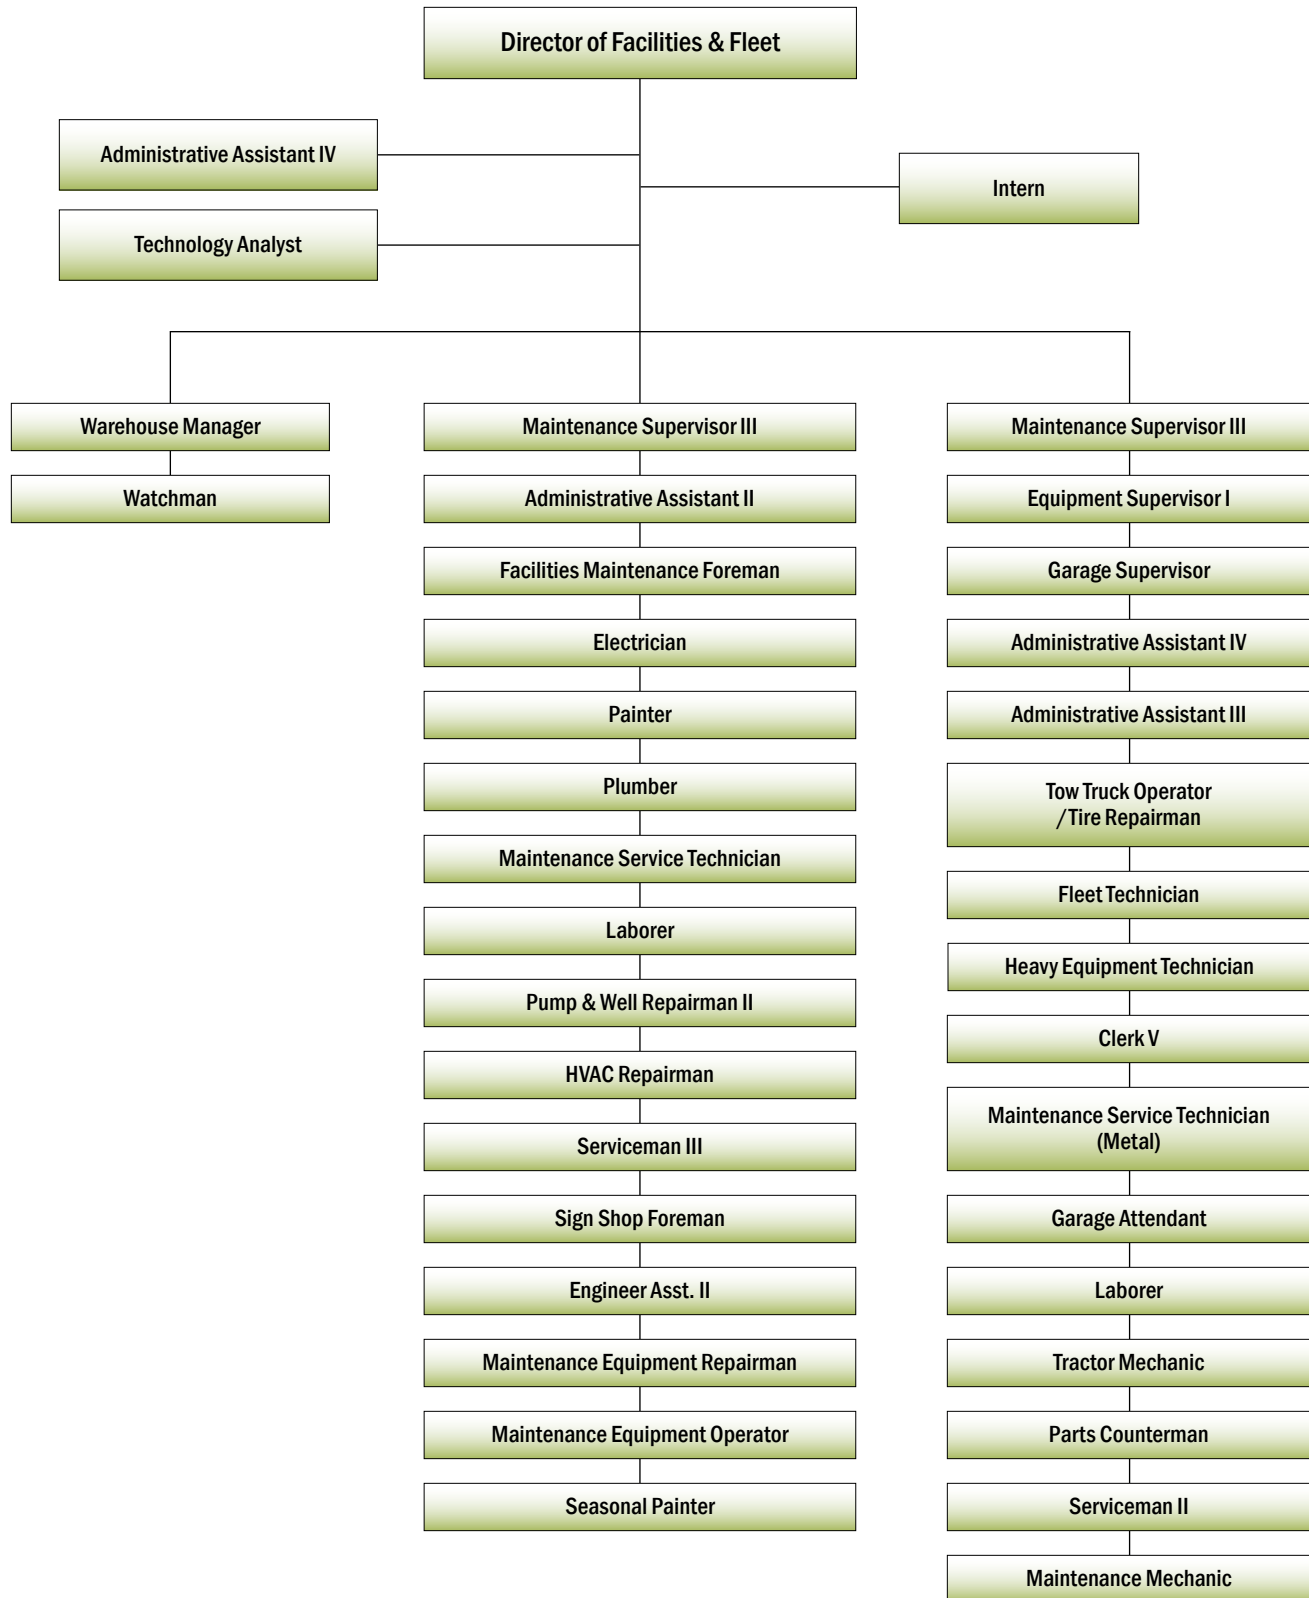 Director of Facilities & Fleet
Administrative Assistant IV
Intern
Technology Analyst
Warehouse Manager
Watchman
Maintenance Supervisor III
Administrative Assistant II
Facilities Maintenance Foreman
Electrician
Painter
Plumber
Maintenance Service Technician
Laborer
Pump & Well Repairman II
HVAC Repairman
Serviceman III
Sign Shop Foreman
Engineer Asst. II
Maintenance Equipment Repairman
Maintenance Equipment Operator
Seasonal Painter
Maintenance Supervisor III
Equipment Supervisor I
Garage Supervisor
Administrative Assistant IV
Administrative Assistant III
Tow Truck Operator
/Tire Repairman
Fleet Technician
Heavy Equipment Technician
Clerk V
Maintenance Service Technician
(Metal)
Garage Attendant
Laborer
Tractor Mechanic
Parts Counterman
Serviceman II
Maintenance Mechanic